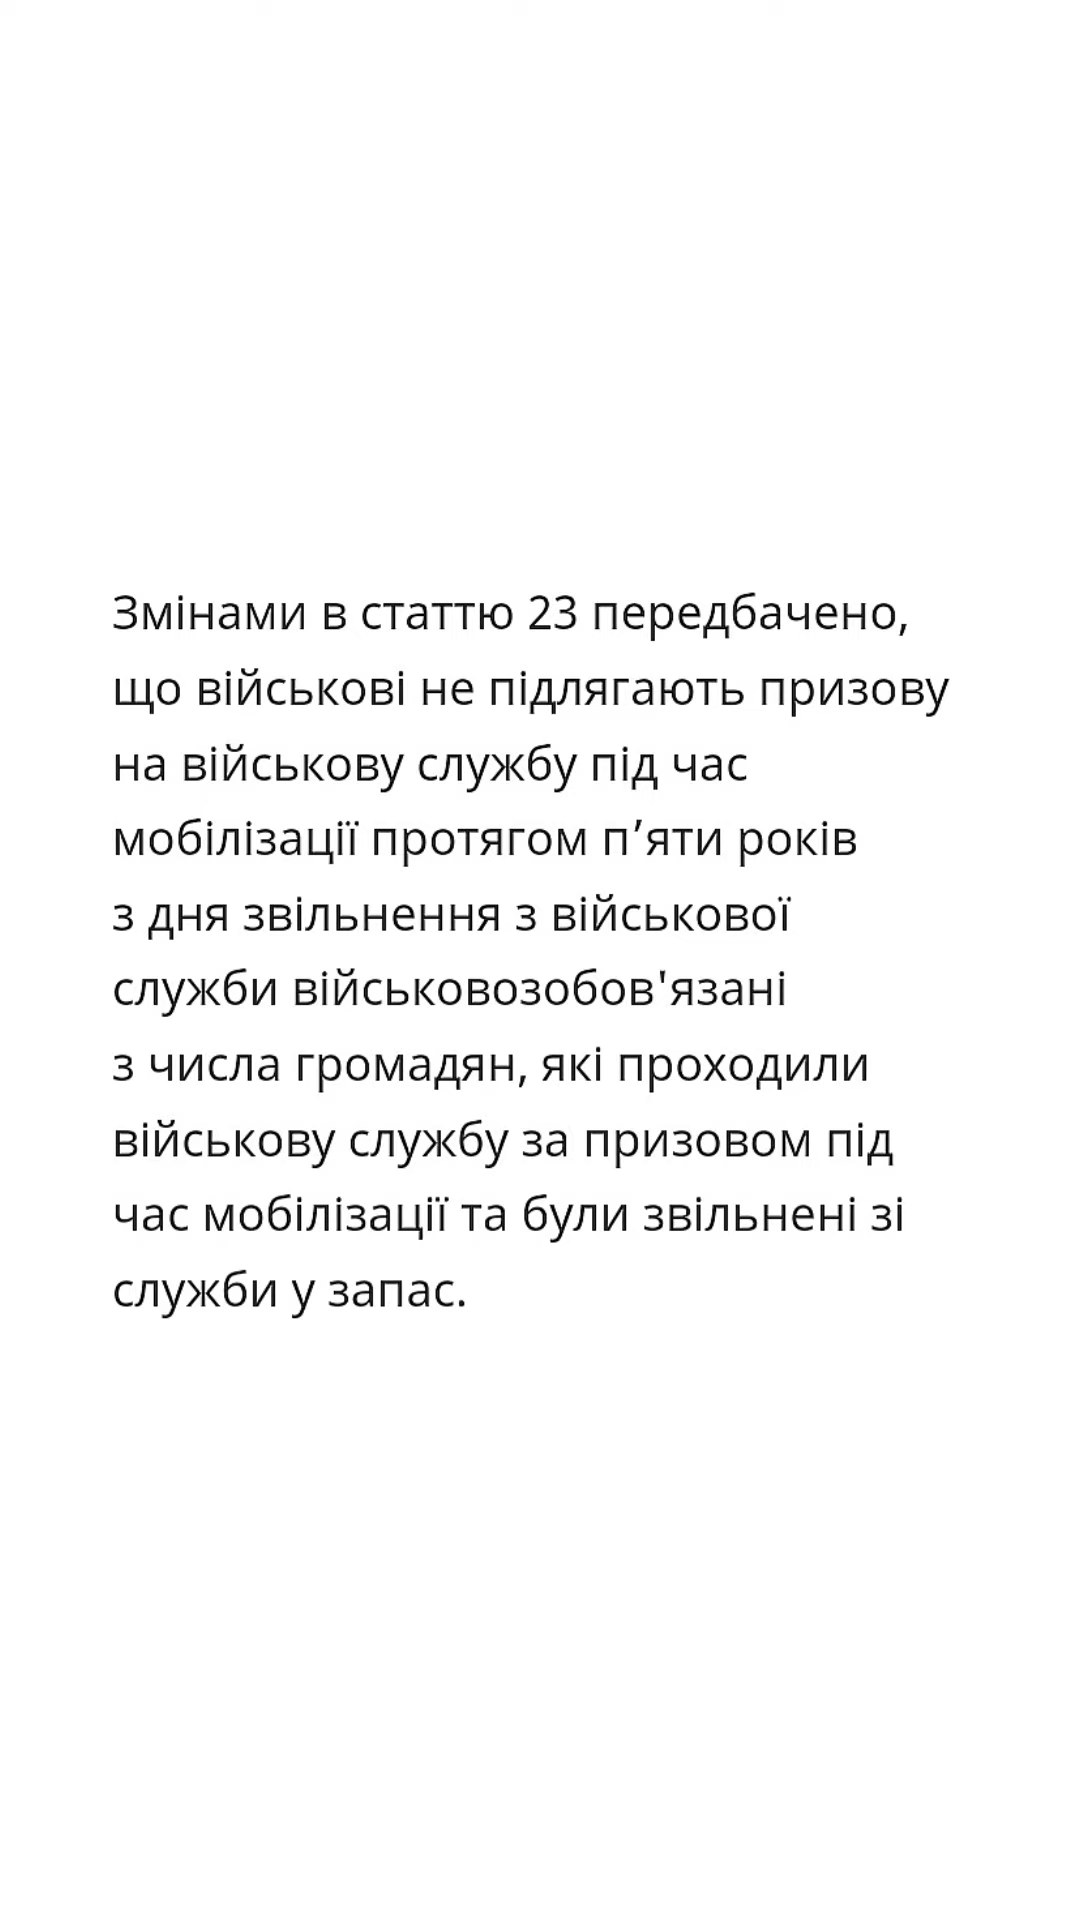 Змінами в статтю 23 передбачено,
що військові не підлягають призову
на військову службу під час
мобілізації протягом п’яти років
з дня звільнення з військової
служби військовозобов'язані
з числа громадян, які проходили
військову службу за призовом під
час мобілізації та були звільнені зі
служби у запас.